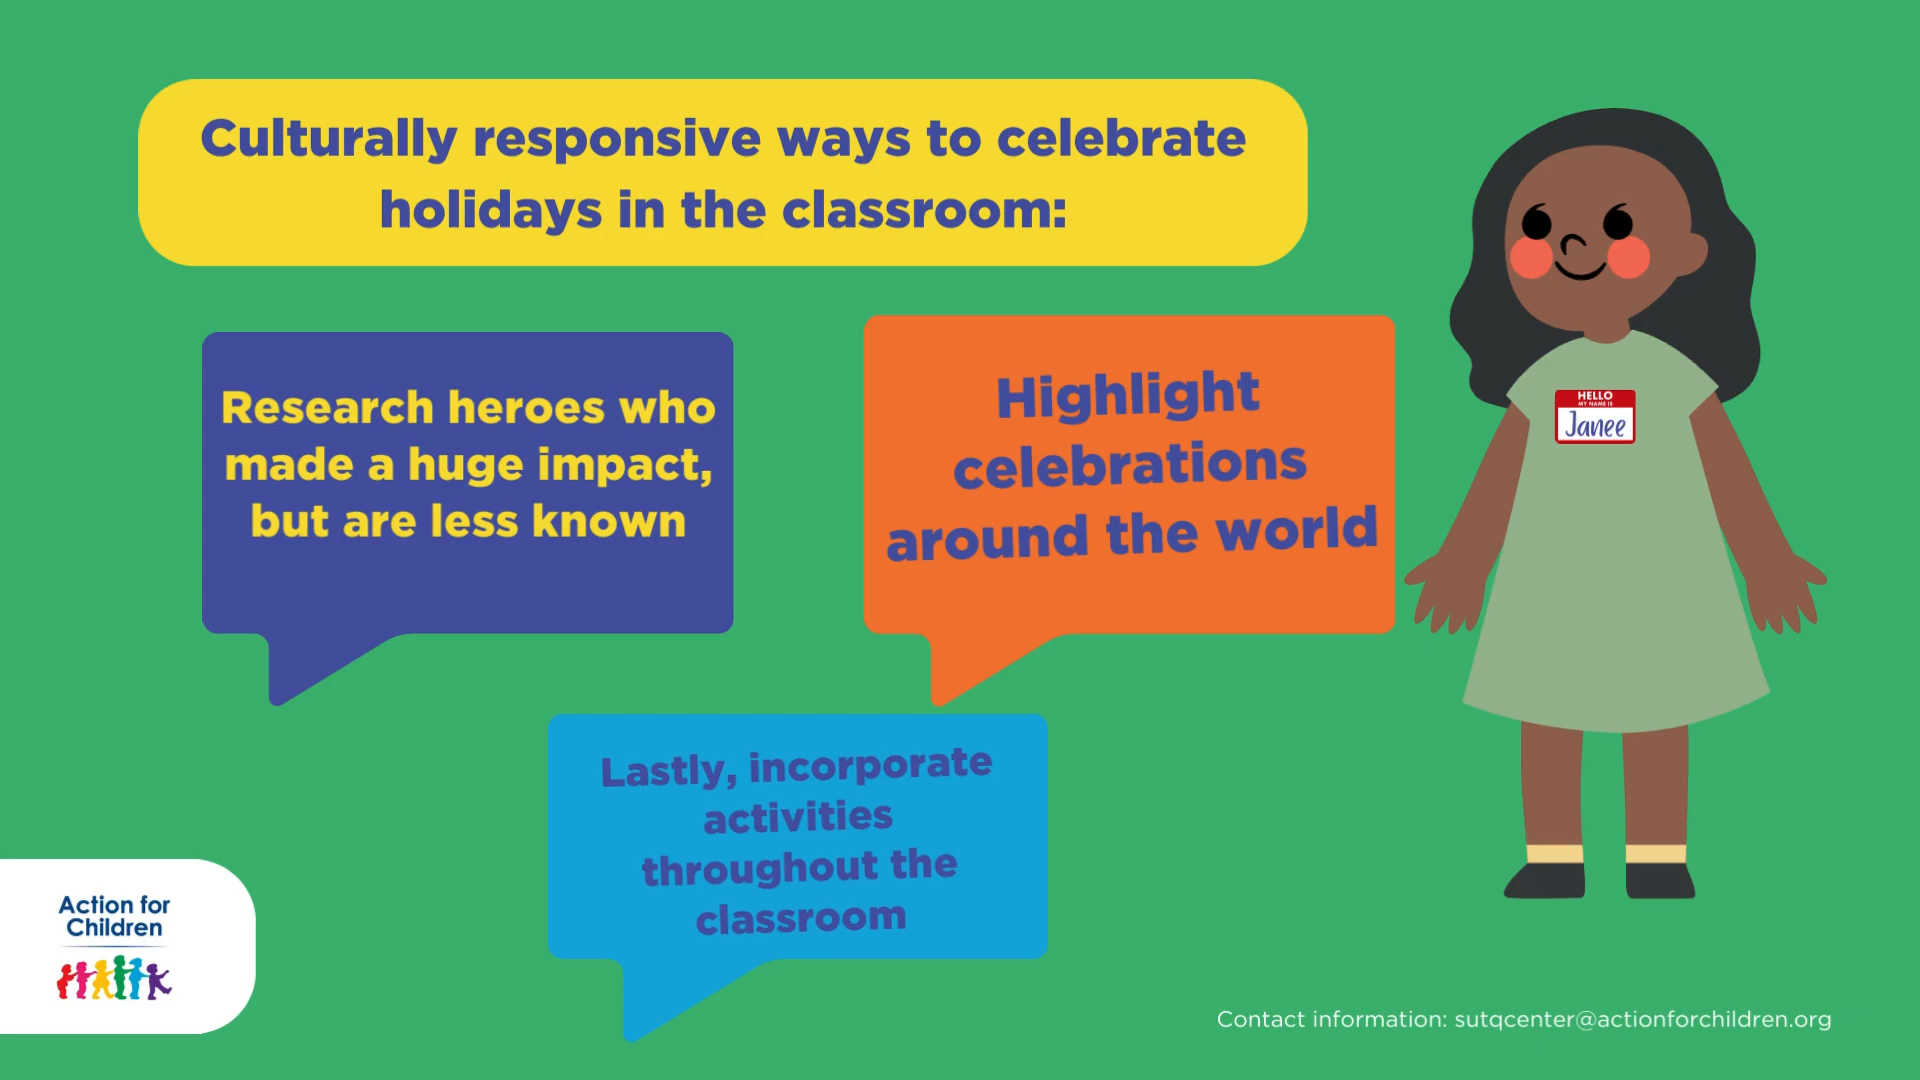 Culturally responsive ways to celebrate
holidays in the classroom:
Research heroes who
made a huge impact,
but are less known
Highlight
celebrations
around the world
HELLO
MY NAME IS
Janee
Lastly, incorporate
activities
throughout the
classroom
Action for
Children
Contact information: sutqcenter@actionforchildren.org